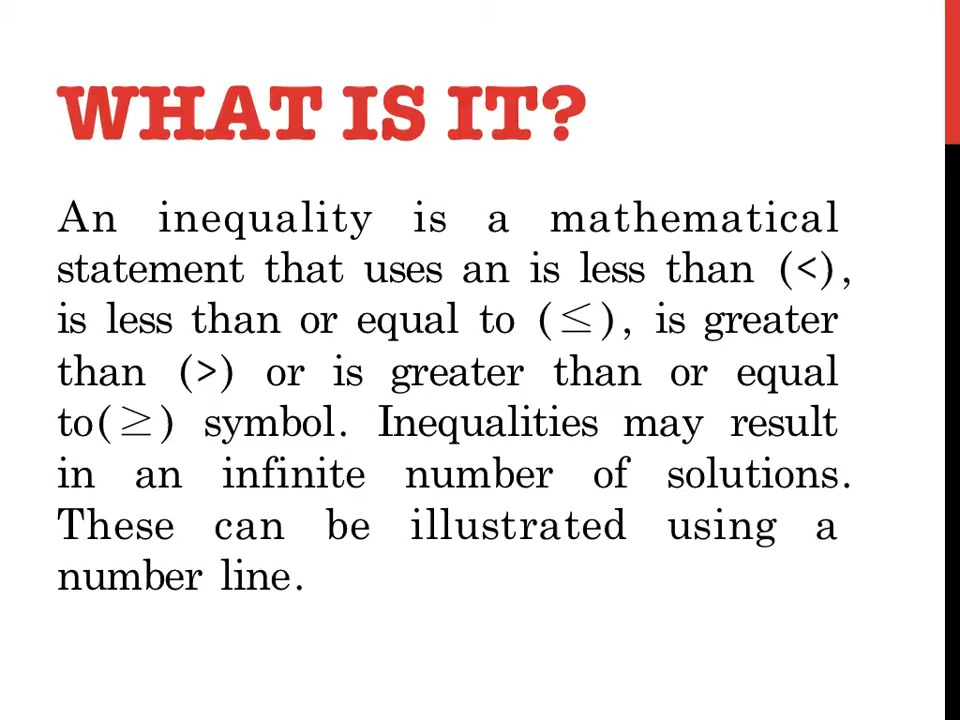 WHAT IS IT?
An inequality is a mathematical
statement that uses an is less than (<),
is less than or equal to (≤), is greater
than (>) or is greater than or equal
to(≥) symbol. Inequalities may result
in an infinite number of solutions.
These can be illustrated using a
number line.